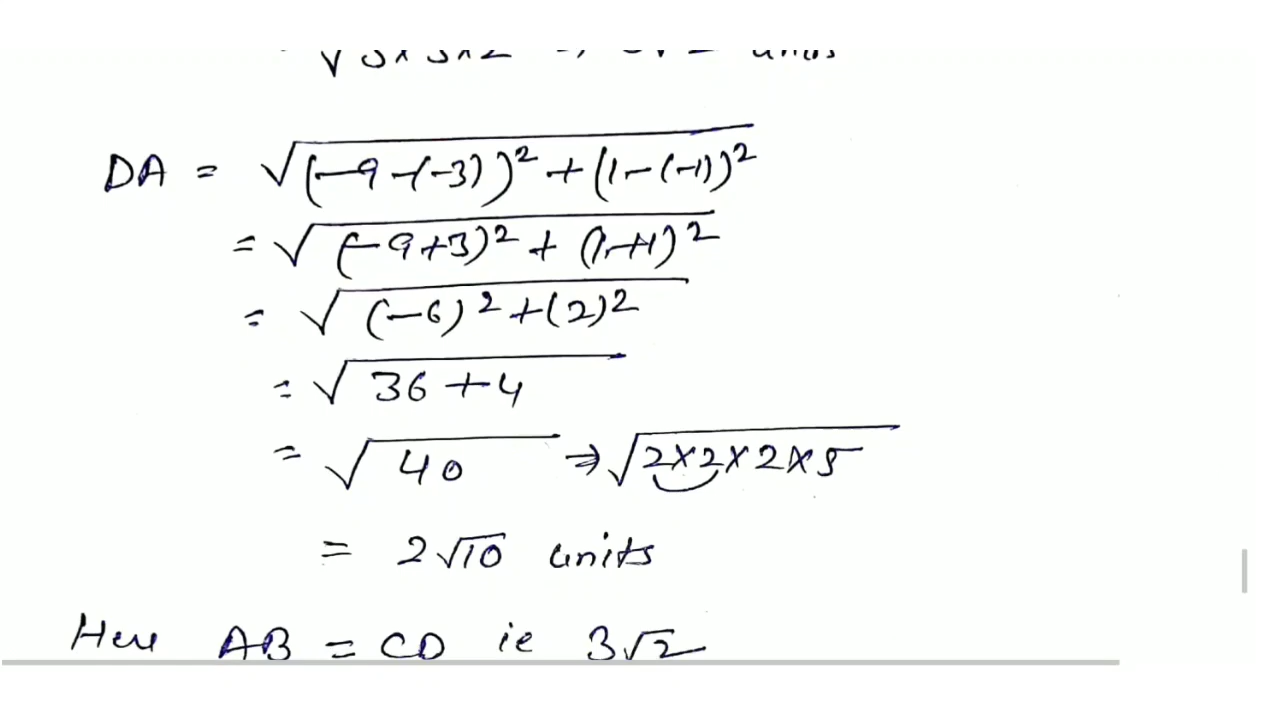 DA = √(-9-(-3))² + (1-(-1))²
= √(-9+3)² + (1+1)²
= √(-6)² + (2)²
= √36 + 4
= √40 ⇒ √2×2×2×5
= 2√10 units
Here AB = CD ie 3√2